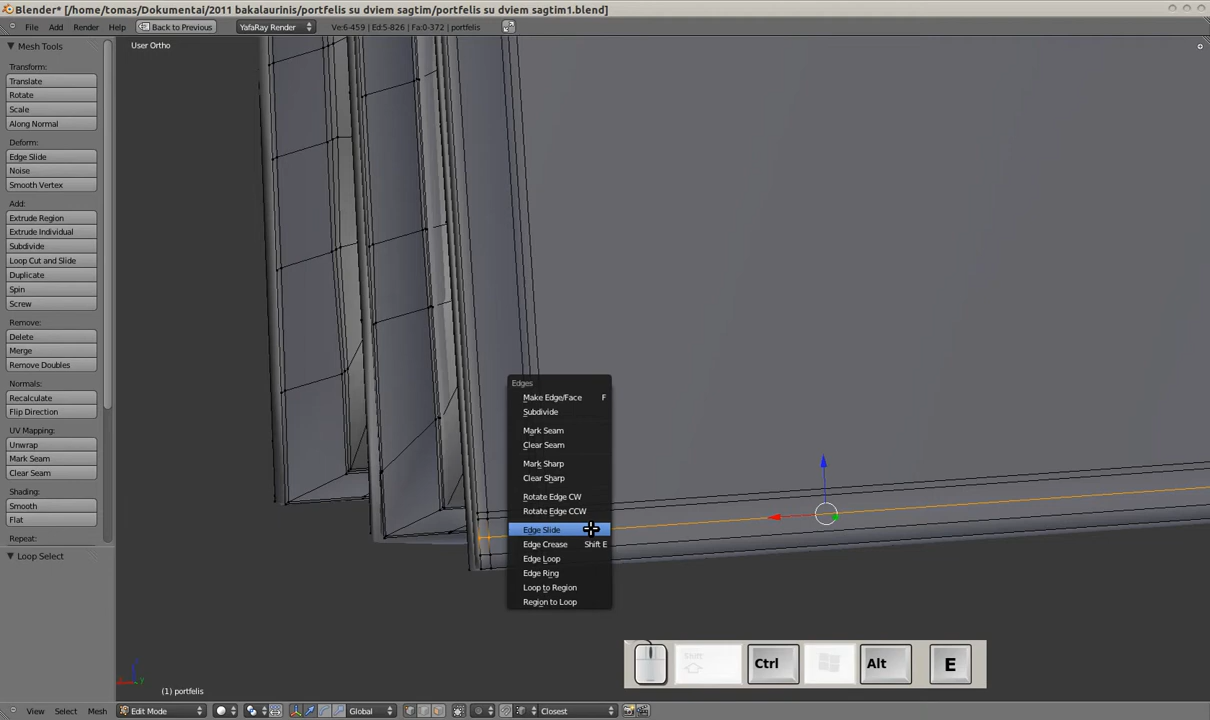 Blender* [/home/tomas/Dokumentai/2011 bakalaurinis/portfelis su dviem sagtim/portfelis su dviem sagtim1.blend]
File Add Render Help Back to Previous YafaRay Render Ve:6-459 | Ed:5-826 | Fa:0-372 | portfelis
Mesh Tools
User Ortho
Transform:
Translate
Rotate
Scale
Along Normal
Deform:
Edge Slide
Noise
Smooth Vertex
Add:
Extrude Region
Extrude Individual
Subdivide
Loop Cut and Slide
Duplicate
Spin
Screw
Remove:
Delete
Merge
Remove Doubles
Normals:
Recalculate
Flip Direction
UV Mapping:
Unwrap
Mark Seam
Clear Seam
Shading:
Smooth
Flat
Repeat:
Loop Select
Edges
Make Edge/Face F
Subdivide
Mark Seam
Clear Seam
Mark Sharp
Clear Sharp
Rotate Edge CW
Rotate Edge CCW
Edge Slide
Edge Crease Shift E
Edge Loop
Edge Ring
Loop to Region
Region to Loop
Shift Ctrl Alt E
(1) portfelis
View Select Mesh Edit Mode Global Closest